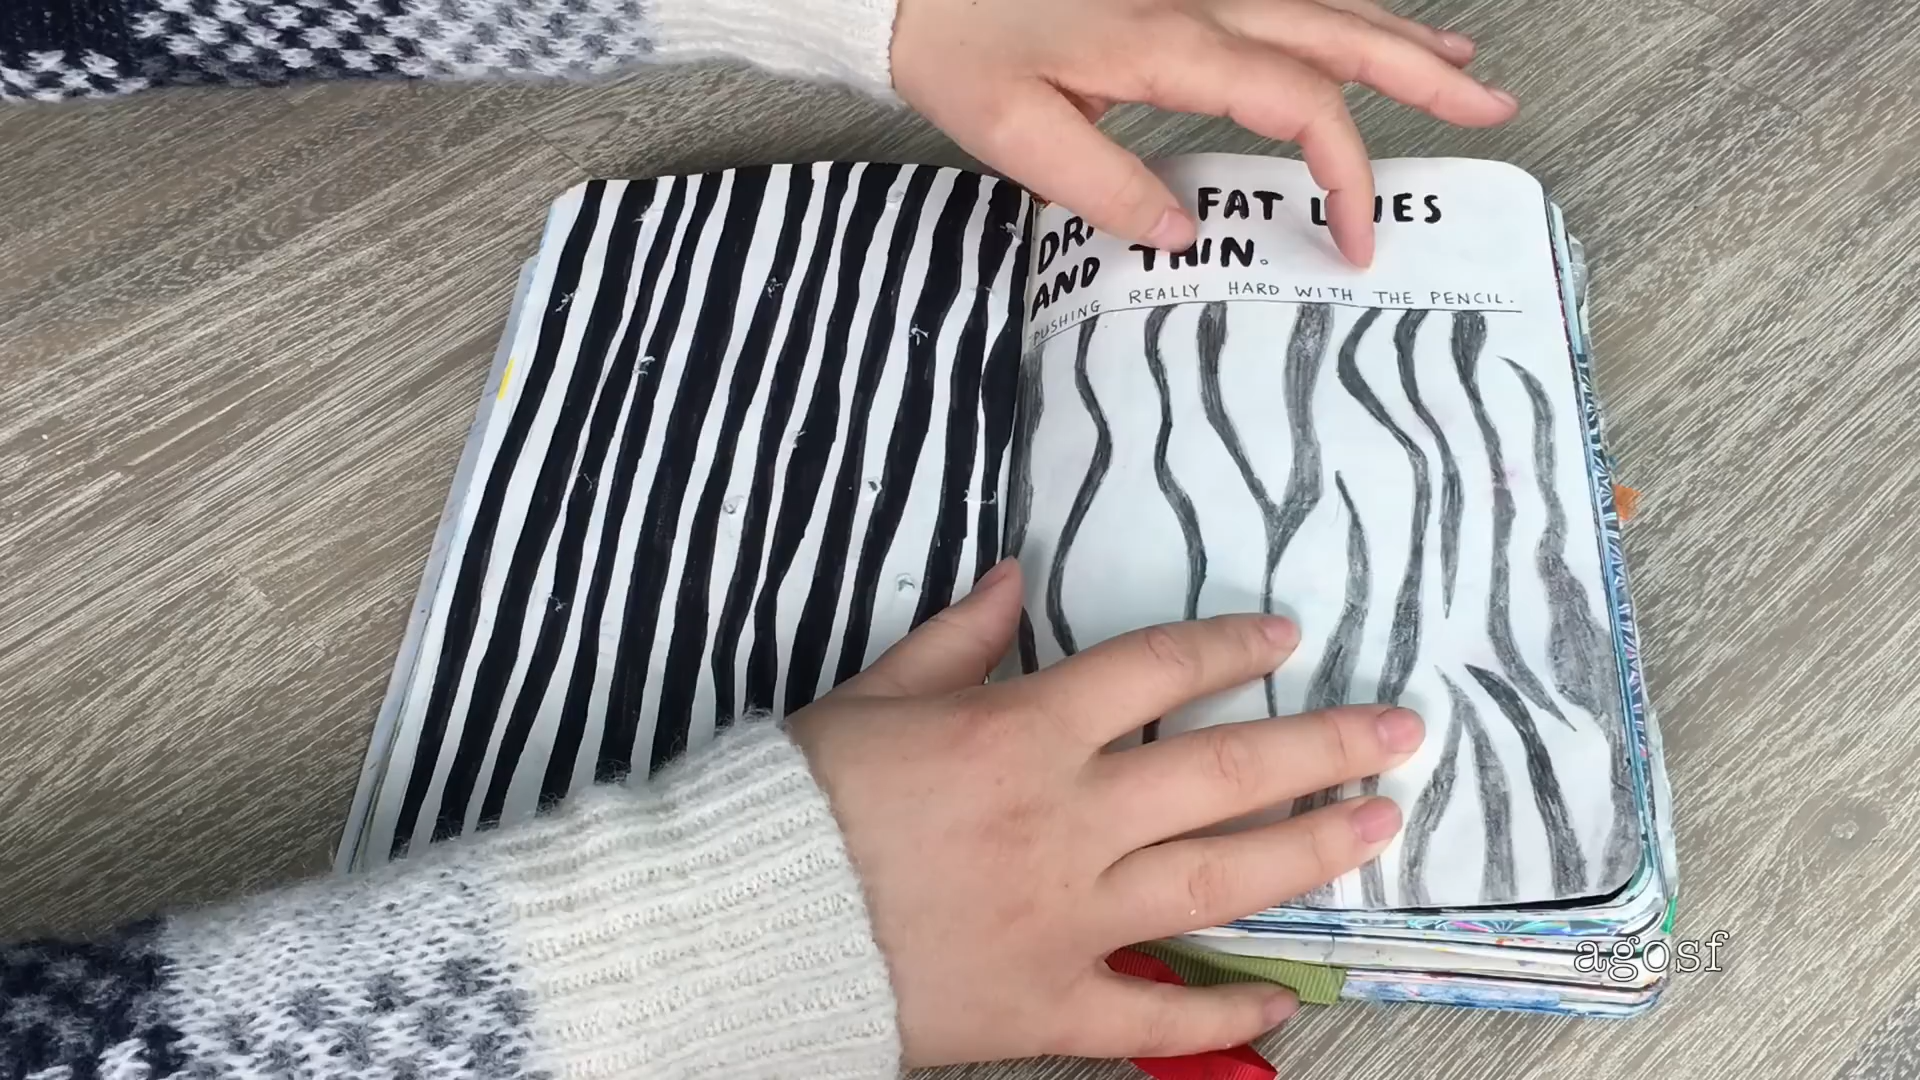 FAT
AND THIN.
PUSHING REALLY HARD WITH THE PENCIL.
agosf